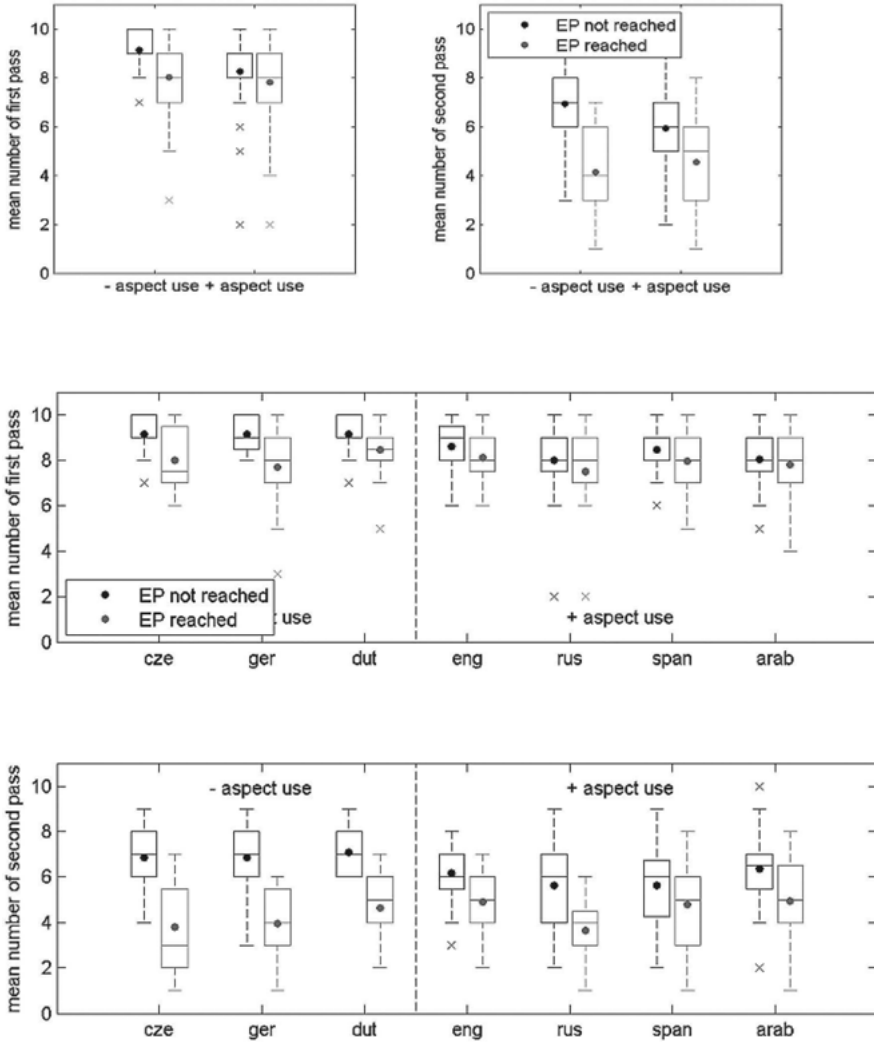 mean number of first pass
10
8
6
4
2
0
- aspect use + aspect use
mean number of second pass
10
8
6
4
2
0
EP not reached
EP reached
- aspect use + aspect use
mean number of first pass
10
8
6
4
2
0
EP not reached
EP reached
t use
+ aspect use
cze ger dut eng rus span arab
mean number of second pass
10
8
6
4
2
0
- aspect use
+ aspect use
cze ger dut eng rus span arab